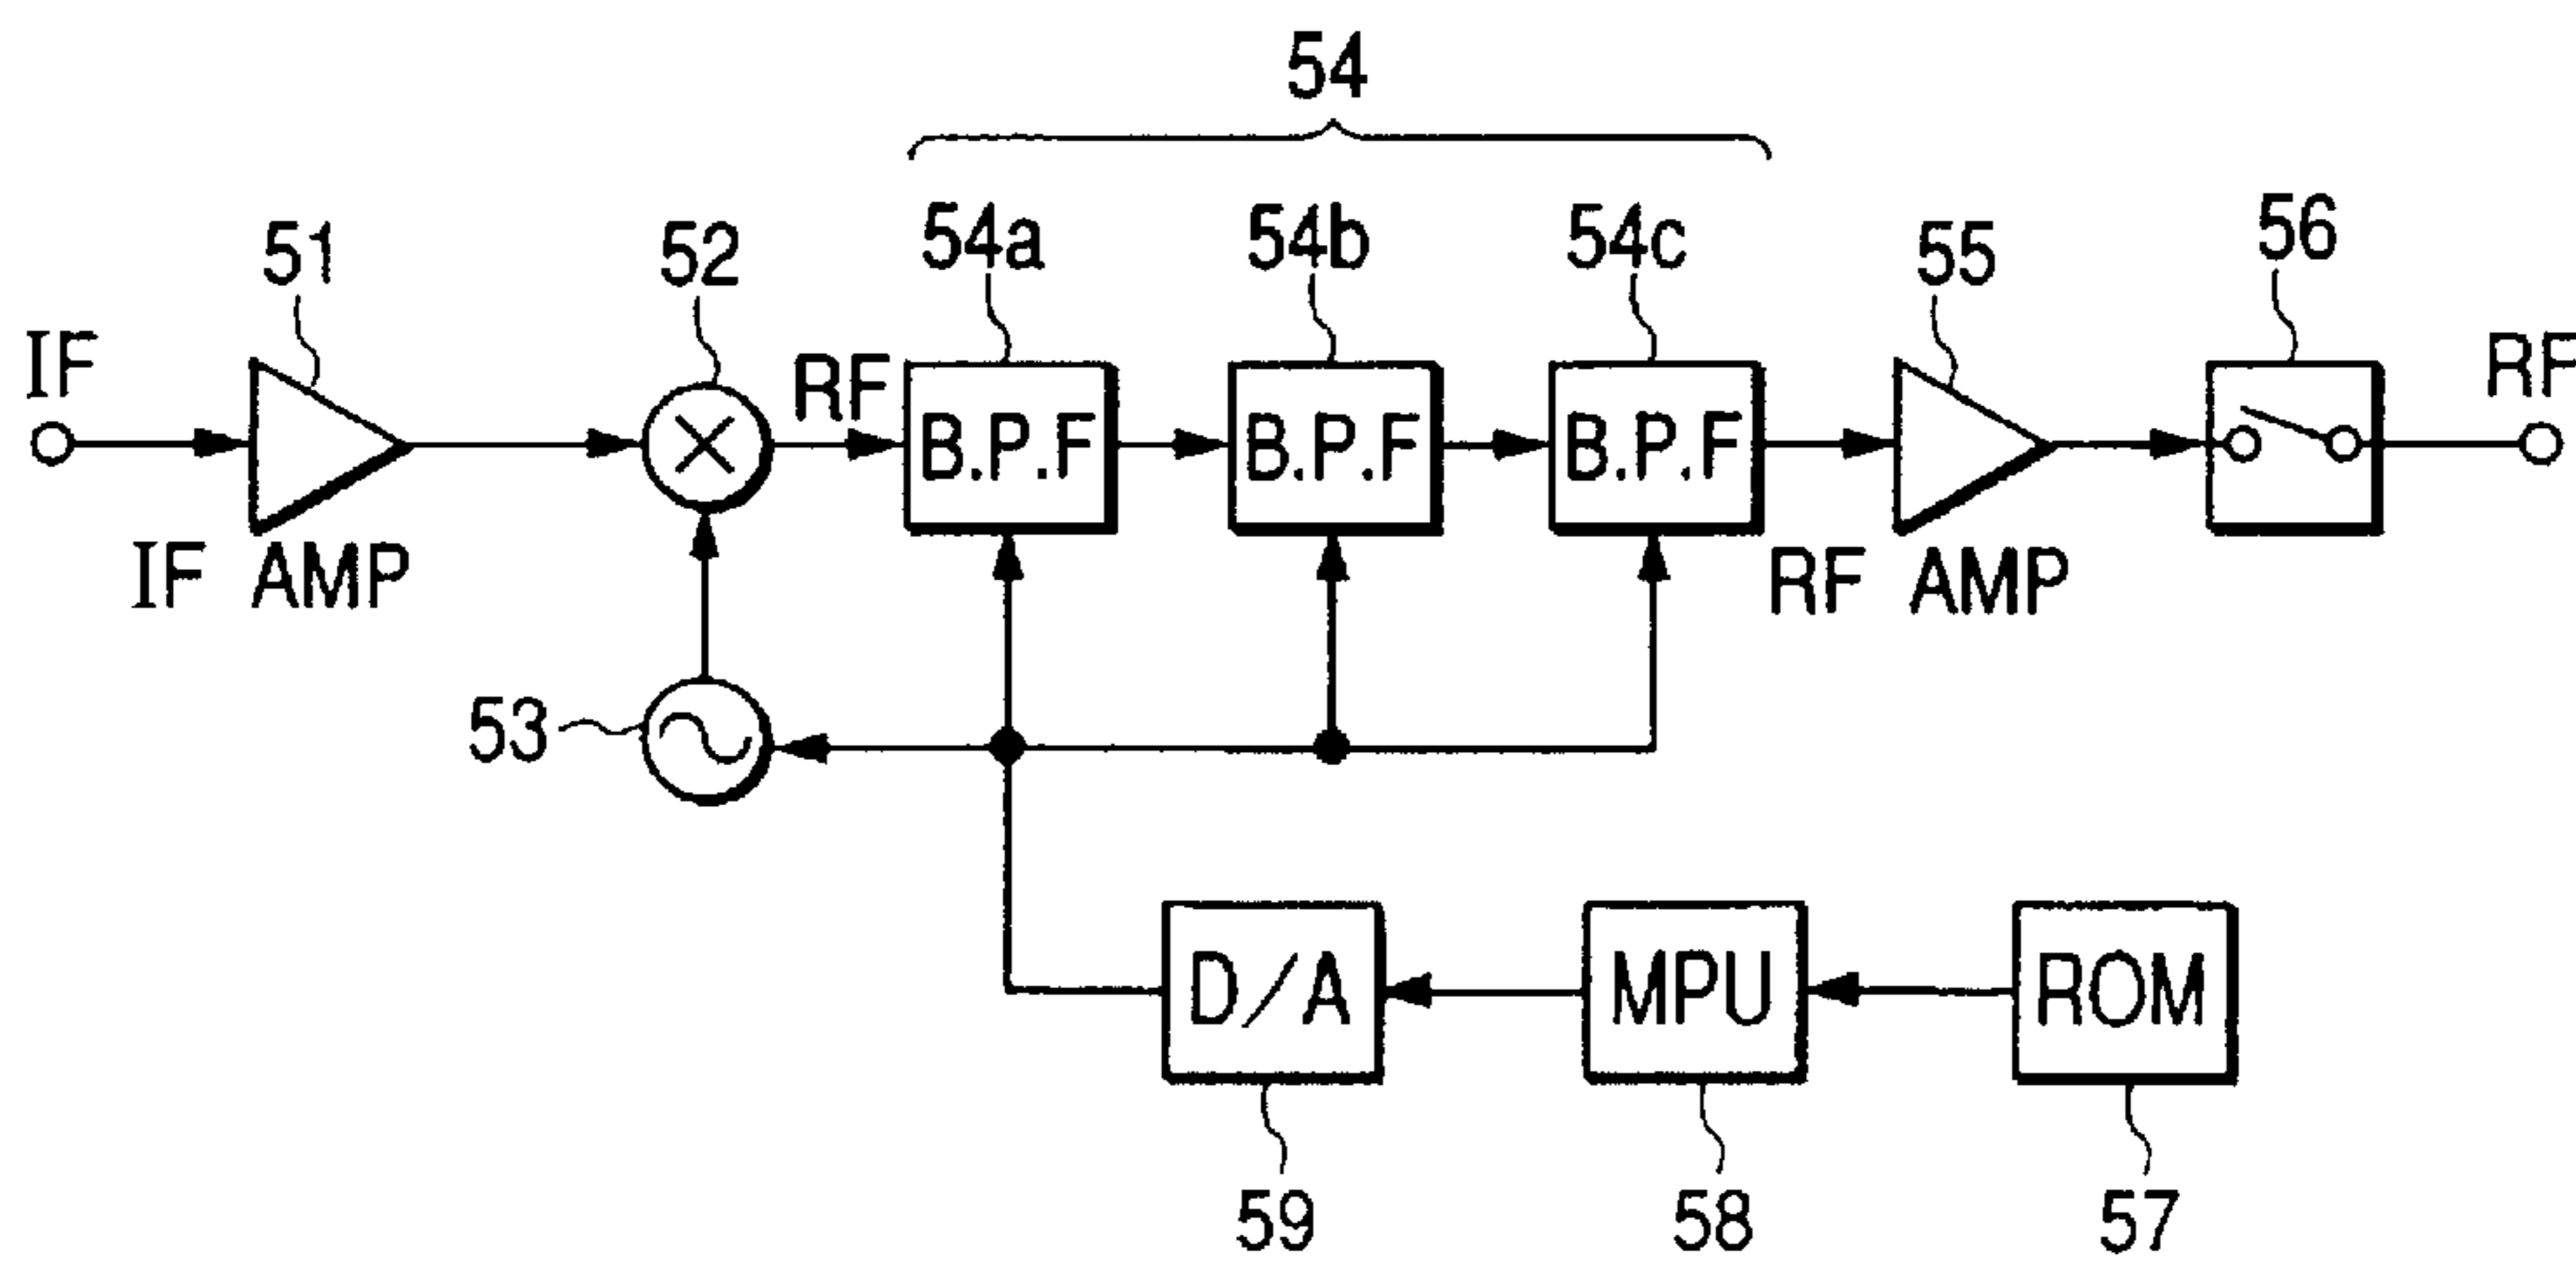 54
51
52
54a
54b
54c
55
56
IF
RF
RF
B.P.F
B.P.F
B.P.F
IF AMP
RF AMP
53
D/A
MPU
ROM
59
58
57